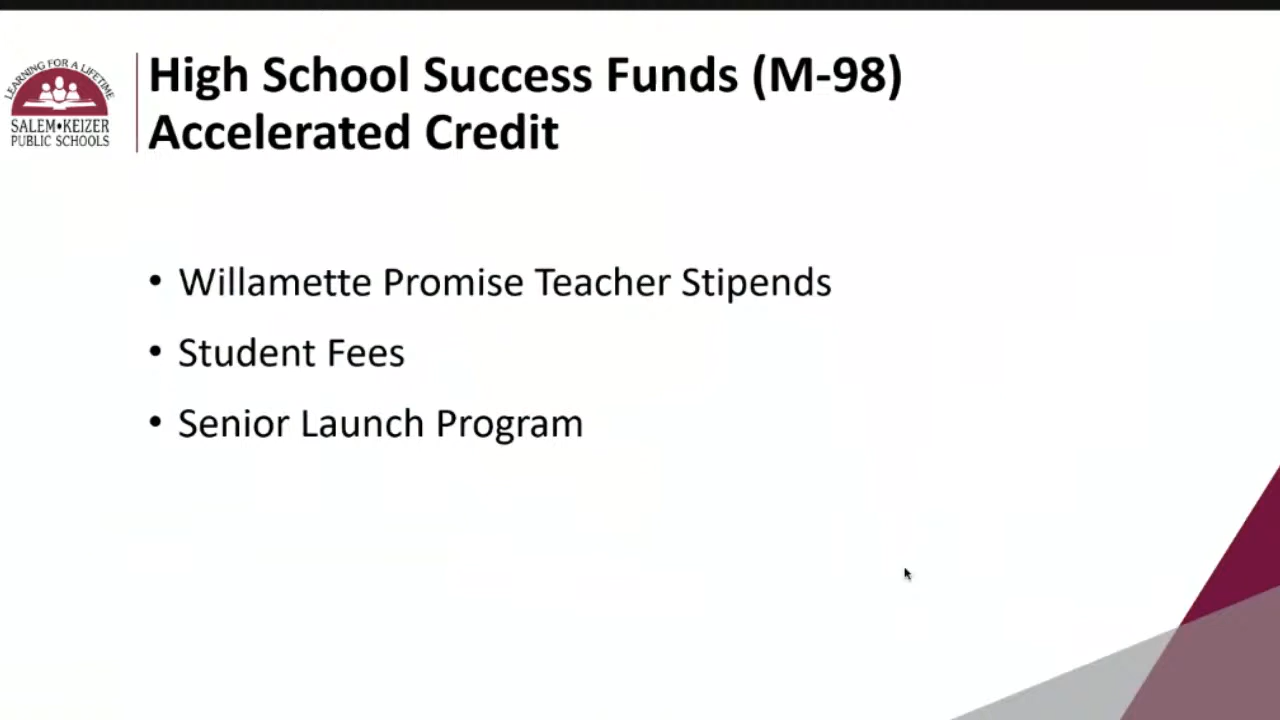 LEARNING FOR A LIFETIME
SALEM•KEIZER
PUBLIC SCHOOLS
High School Success Funds (M-98)
Accelerated Credit
• Willamette Promise Teacher Stipends
• Student Fees
• Senior Launch Program